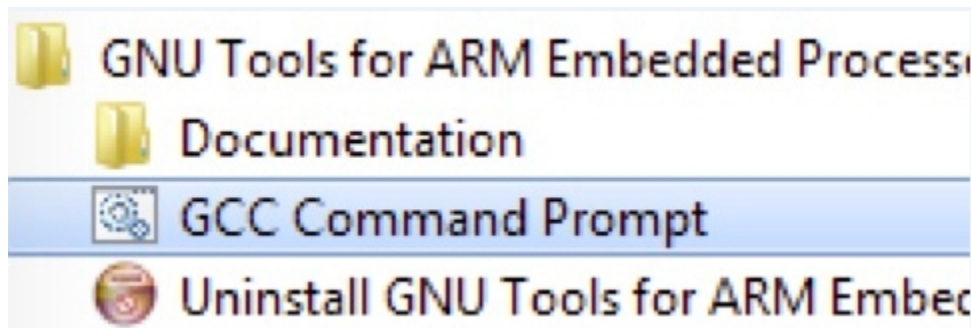 GNU Tools for ARM Embedded Process
Documentation
GCC Command Prompt
Uninstall GNU Tools for ARM Embed